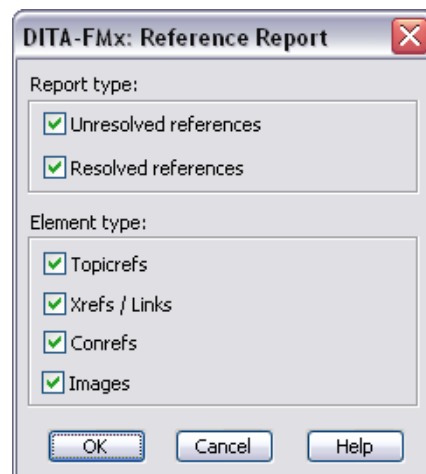 DITA-FMx: Reference Report
Report type:
Unresolved references
Resolved references
Element type:
Topicrefs
Xrefs / Links
Conrefs
Images
OK Cancel Help